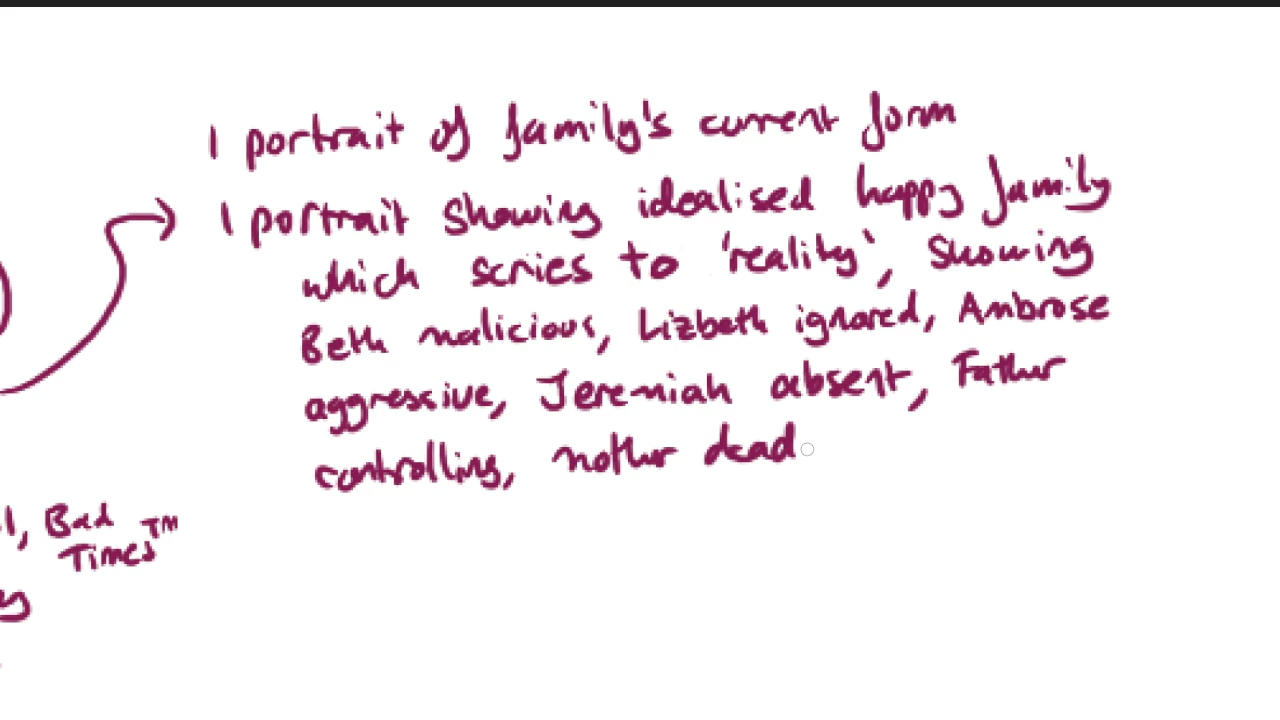 1 portrait of family's current form
1 portrait showing idealised happy family
which scries to 'reality', showing
Beth malicious, Lizbeth ignored, Ambrose
aggressive, Jeremiah absent, Father
controlling, mother dead
Bad
Times™